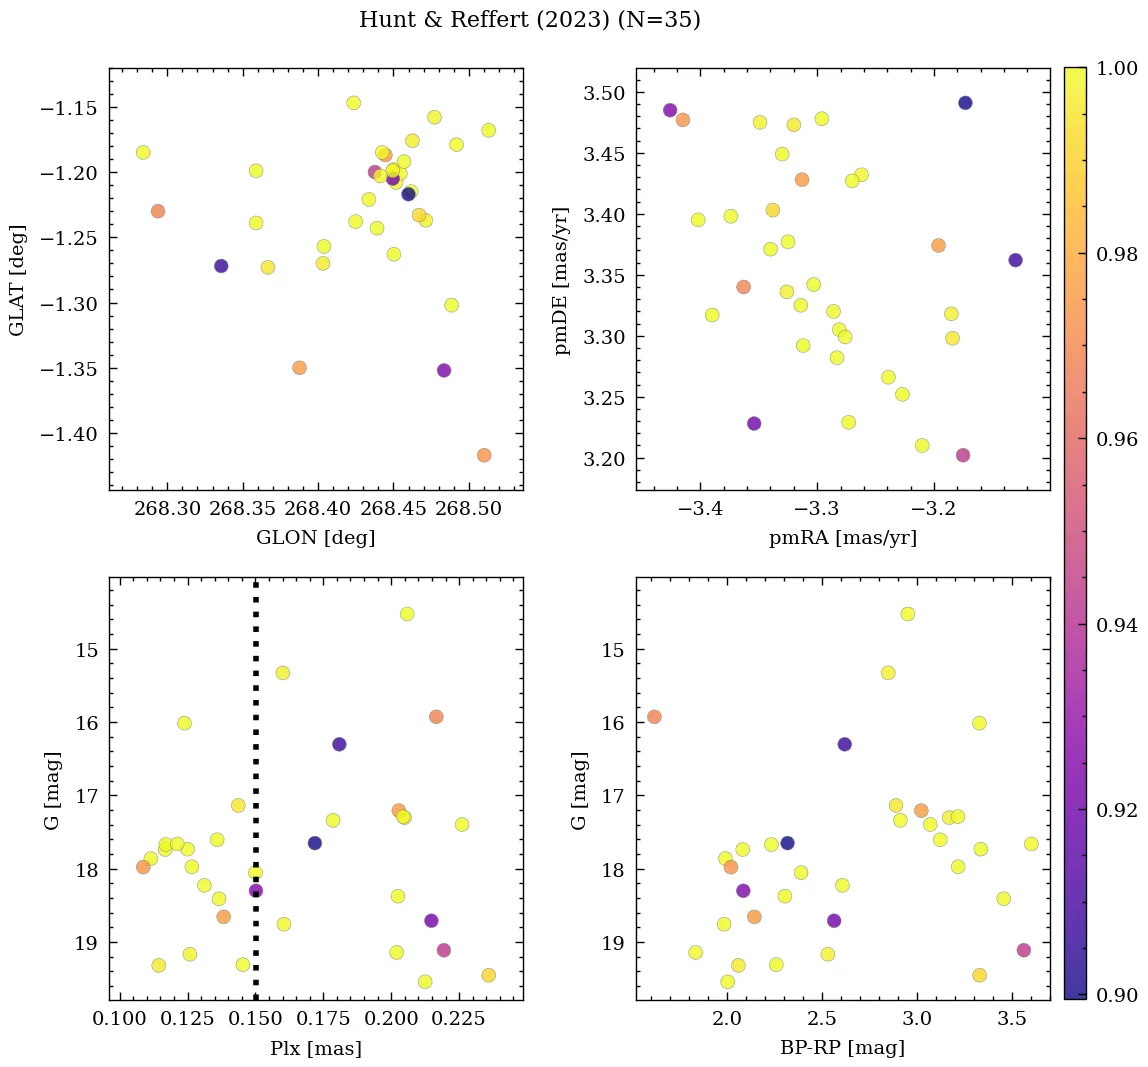 Hunt & Reffert (2023) (N=35)
−1.15
−1.20
−1.25
−1.30
−1.35
−1.40
GLAT [deg]
268.30 268.35 268.40 268.45 268.50
GLON [deg]
3.50
3.45
3.40
3.35
3.30
3.25
3.20
pmDE [mas/yr]
−3.4 −3.3 −3.2
pmRA [mas/yr]
1.00
0.98
0.96
0.94
0.92
0.90
15
16
17
18
19
G [mag]
0.100 0.125 0.150 0.175 0.200 0.225
Plx [mas]
15
16
17
18
19
G [mag]
2.0 2.5 3.0 3.5
BP-RP [mag]